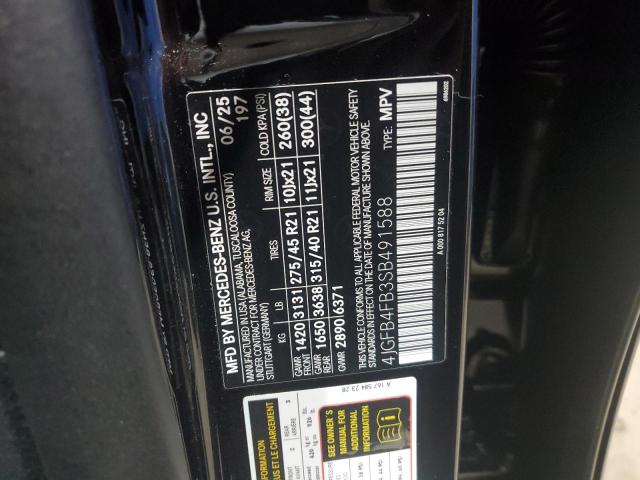 MFD BY MERCEDES-BENZ U.S. INTL., INC
MANUFACTURED IN USA (ALABAMA, TUSCALOOSA COUNTY) 06/25
UNDER CONTRACT FOR MERCEDES-BENZ AG, 197
STUTTGART (GERMANY)
KG LB TIRES RIM SIZE COLD KPA (PSI)
GAWR FRONT 1420 3131 275/45 R21 10Jx21 260(38)
GAWR REAR 1650 3638 315/40 R21 11Jx21 300(44)
GVWR 2890 6371
THIS VEHICLE CONFORMS TO ALL APPLICABLE FEDERAL MOTOR VEHICLE SAFETY
STANDARDS IN EFFECT ON THE DATE OF MANUFACTURE SHOWN ABOVE.
4JGFB4FB3SB491588 TYPE: MPV
A 000 817 52 04
A 167 584 23 28
REAR
ARRIÈRE 3
SEE OWNER'S
MANUAL FOR
ADDITIONAL
INFORMATION